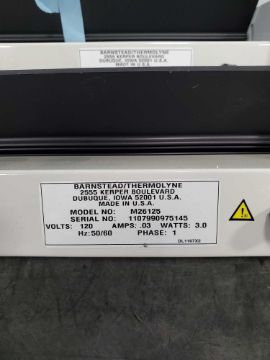 BARNSTEAD/THERMOLYNE
2555 KERPER BOULEVARD
DUBUQUE, IOWA 52001 U.S.A.
MADE IN U.S.A.
BARNSTEAD/THERMOLYNE
2555 KERPER BOULEVARD
DUBUQUE, IOWA 52001 U.S.A.
MADE IN U.S.A.
MODEL NO: M26125
SERIAL NO: 1107990975145
VOLTS: 120 AMPS: .03 WATTS: 3.0
Hz: 50/60 PHASE: 1